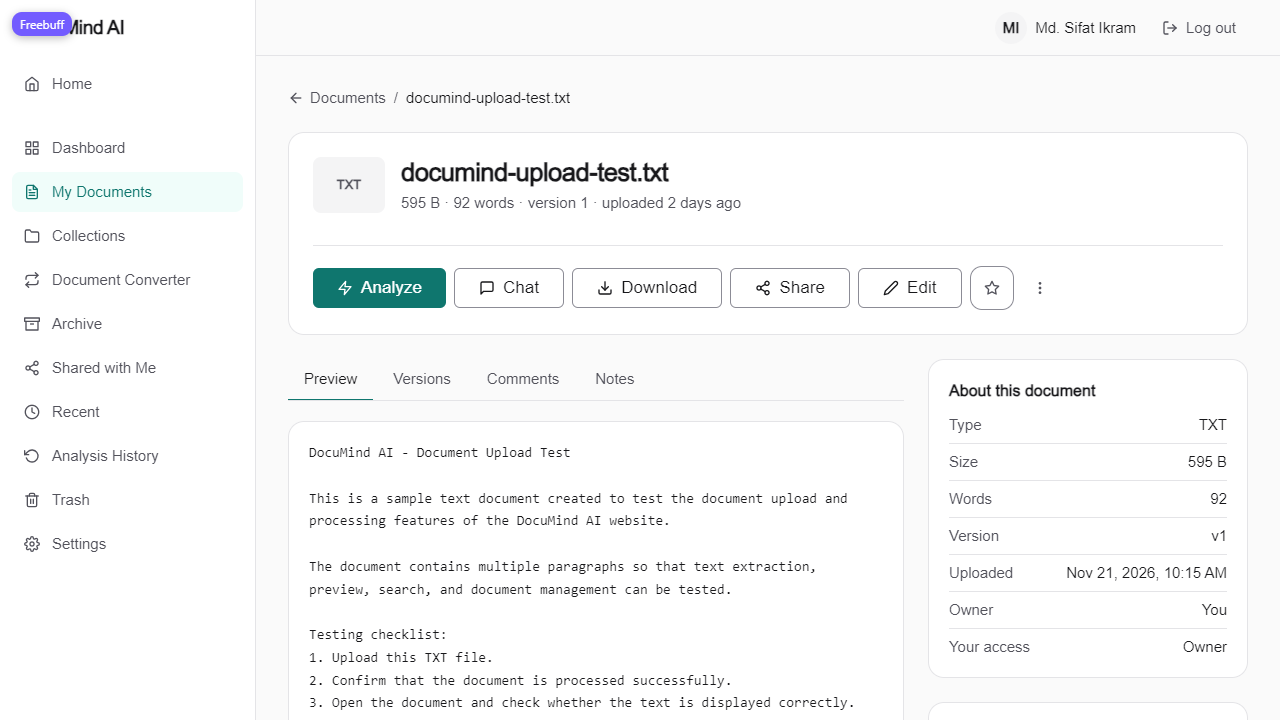 Freebuff
Mind AI
MI
Md. Sifat Ikram
Log out
Home
Dashboard
My Documents
Collections
Document Converter
Archive
Shared with Me
Recent
Analysis History
Trash
Settings
Documents / documind-upload-test.txt
TXT
documind-upload-test.txt
595 B · 92 words · version 1 · uploaded 2 days ago
Analyze
Chat
Download
Share
Edit
Preview
Versions
Comments
Notes
DocuMind AI - Document Upload Test
This is a sample text document created to test the document upload and
processing features of the DocuMind AI website.
The document contains multiple paragraphs so that text extraction,
preview, search, and document management can be tested.
Testing checklist:
1. Upload this TXT file.
2. Confirm that the document is processed successfully.
3. Open the document and check whether the text is displayed correctly.
About this document
Type TXT
Size 595 B
Words 92
Version v1
Uploaded Nov 21, 2026, 10:15 AM
Owner You
Your access Owner